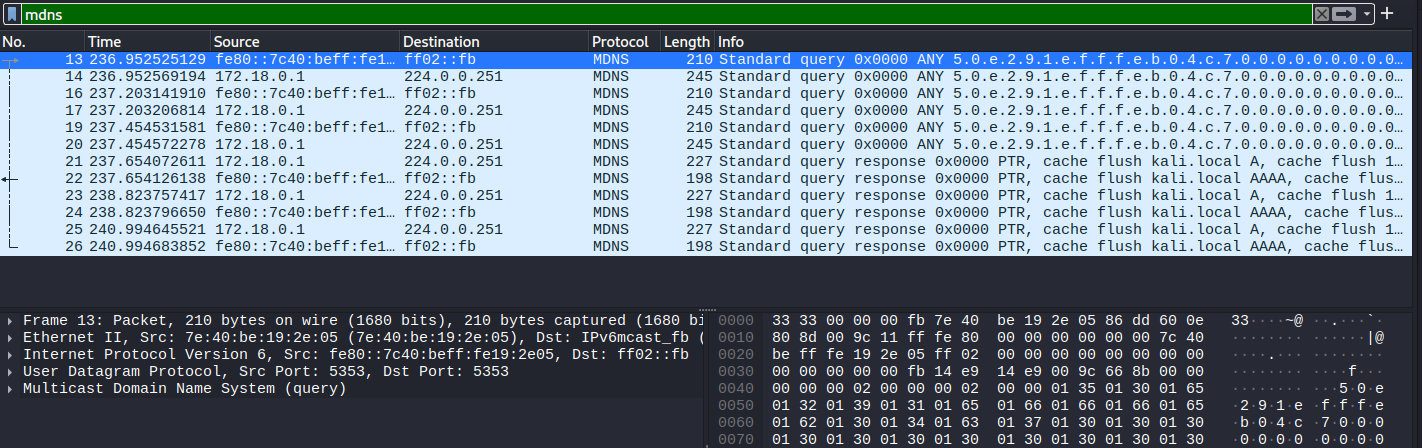 mdns
No. Time Source Destination Protocol Length Info
13 236.952525129 fe80::7c40:beff:fe1… ff02::fb MDNS 210 Standard query 0x0000 ANY 5.0.e.2.9.1.e.f.f.f.e.b.0.4.c.7.0.0.0.0.0.0.0.0.0.0…
14 236.952569194 172.18.0.1 224.0.0.251 MDNS 245 Standard query 0x0000 ANY 5.0.e.2.9.1.e.f.f.f.e.b.0.4.c.7.0.0.0.0.0.0.0.0.0.0…
16 237.203141910 fe80::7c40:beff:fe1… ff02::fb MDNS 210 Standard query 0x0000 ANY 5.0.e.2.9.1.e.f.f.f.e.b.0.4.c.7.0.0.0.0.0.0.0.0.0.0…
17 237.203206814 172.18.0.1 224.0.0.251 MDNS 245 Standard query 0x0000 ANY 5.0.e.2.9.1.e.f.f.f.e.b.0.4.c.7.0.0.0.0.0.0.0.0.0.0…
19 237.454531581 fe80::7c40:beff:fe1… ff02::fb MDNS 210 Standard query 0x0000 ANY 5.0.e.2.9.1.e.f.f.f.e.b.0.4.c.7.0.0.0.0.0.0.0.0.0.0…
20 237.454572278 172.18.0.1 224.0.0.251 MDNS 245 Standard query 0x0000 ANY 5.0.e.2.9.1.e.f.f.f.e.b.0.4.c.7.0.0.0.0.0.0.0.0.0.0…
21 237.654072611 172.18.0.1 224.0.0.251 MDNS 227 Standard query response 0x0000 PTR, cache flush kali.local A, cache flush 1…
22 237.654126138 fe80::7c40:beff:fe1… ff02::fb MDNS 198 Standard query response 0x0000 PTR, cache flush kali.local AAAA, cache flus…
23 238.823757417 172.18.0.1 224.0.0.251 MDNS 227 Standard query response 0x0000 PTR, cache flush kali.local A, cache flush 1…
24 238.823796650 fe80::7c40:beff:fe1… ff02::fb MDNS 198 Standard query response 0x0000 PTR, cache flush kali.local AAAA, cache flus…
25 240.994645521 172.18.0.1 224.0.0.251 MDNS 227 Standard query response 0x0000 PTR, cache flush kali.local A, cache flush 1…
26 240.994683852 fe80::7c40:beff:fe1… ff02::fb MDNS 198 Standard query response 0x0000 PTR, cache flush kali.local AAAA, cache flus…
Frame 13: Packet, 210 bytes on wire (1680 bits), 210 bytes captured (1680 bi
Ethernet II, Src: 7e:40:be:19:2e:05 (7e:40:be:19:2e:05), Dst: IPv6mcast_fb (
Internet Protocol Version 6, Src: fe80::7c40:beff:fe19:2e05, Dst: ff02::fb
User Datagram Protocol, Src Port: 5353, Dst Port: 5353
Multicast Domain Name System (query)
0000 33 33 00 00 00 fb 7e 40 be 19 2e 05 86 dd 60 0e 33····~@ ··.···`·
0010 80 8d 00 9c 11 ff fe 80 00 00 00 00 00 00 7c 40 ········ ······|@
0020 be ff fe 19 2e 05 ff 02 00 00 00 00 00 00 00 00 ····.··· ········
0030 00 00 00 00 00 fb 14 e9 14 e9 00 9c 66 8b 00 00 ········ ····f···
0040 00 00 00 02 00 00 00 02 00 00 01 35 01 30 01 65 ········ ···5·0·e
0050 01 32 01 39 01 31 01 65 01 66 01 66 01 66 01 65 ·2·9·1·e ·f·f·f·e
0060 01 62 01 30 01 34 01 63 01 37 01 30 01 30 01 30 ·b·0·4·c ·7·0·0·0
0070 01 30 01 30 01 30 01 30 01 30 01 30 01 30 01 30 ·0·0·0·0 ·0·0·0·0